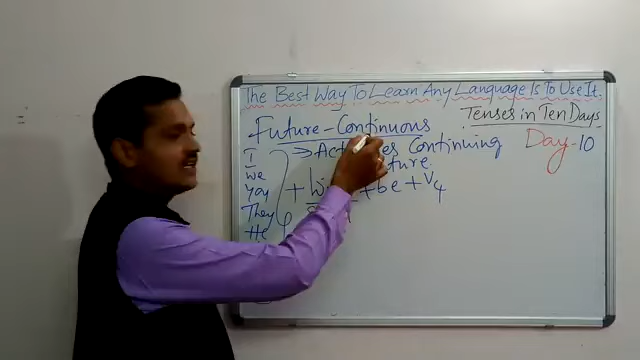 The Best Way To Learn Any Language Is To Use It.
Tenses in Ten Days
Future-Continuous
Day-10
I
We
You
They
He
⇒ Continuing
+ + be + V4